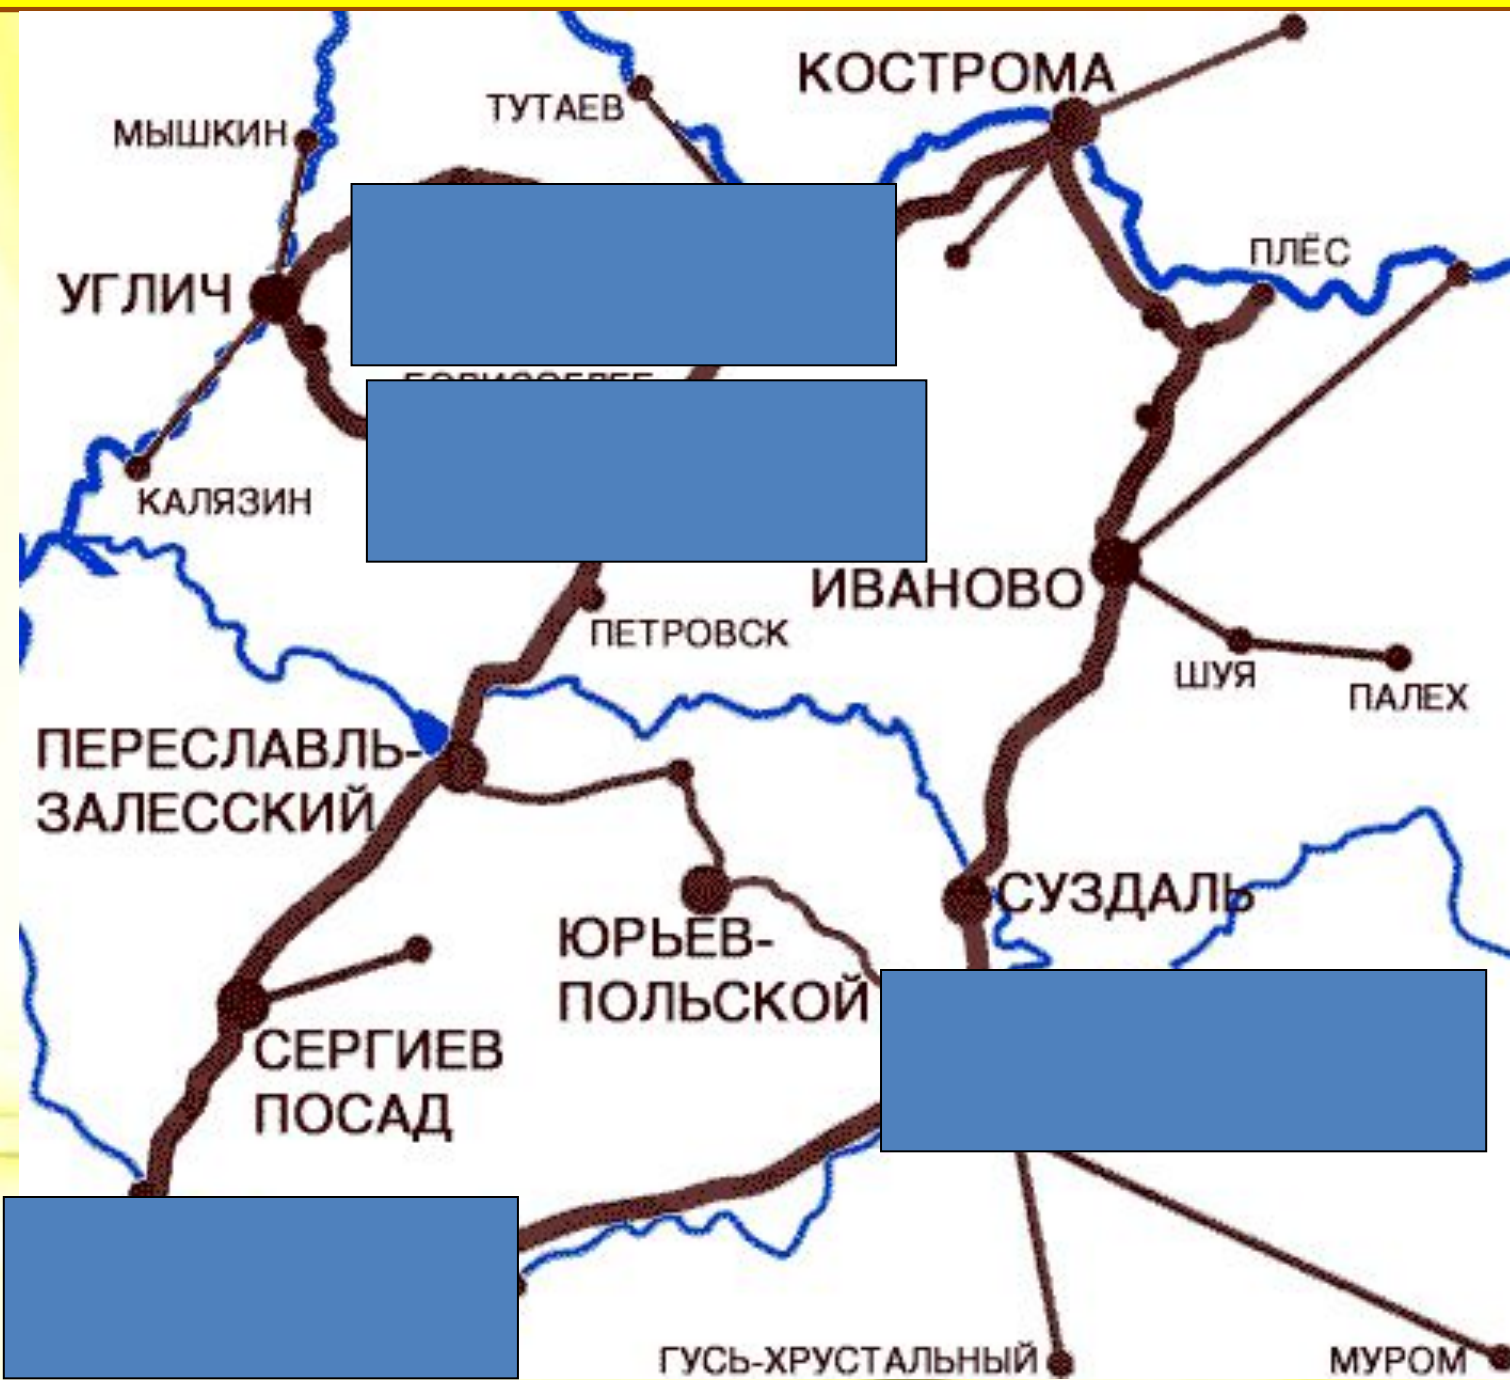 КОСТРОМА
ТУТАЕВ
МЫШКИН
ПЛЁС
УГЛИЧ
КАЛЯЗИН
ИВАНОВО
ПЕТРОВСК
ШУЯ
ПАЛЕХ
ПЕРЕСЛАВЛЬ-
ЗАЛЕССКИЙ
СУЗДАЛЬ
ЮРЬЕВ-
ПОЛЬСКОЙ
СЕРГИЕВ
ПОСАД
ГУСЬ-ХРУСТАЛЬНЫЙ
МУРОМ